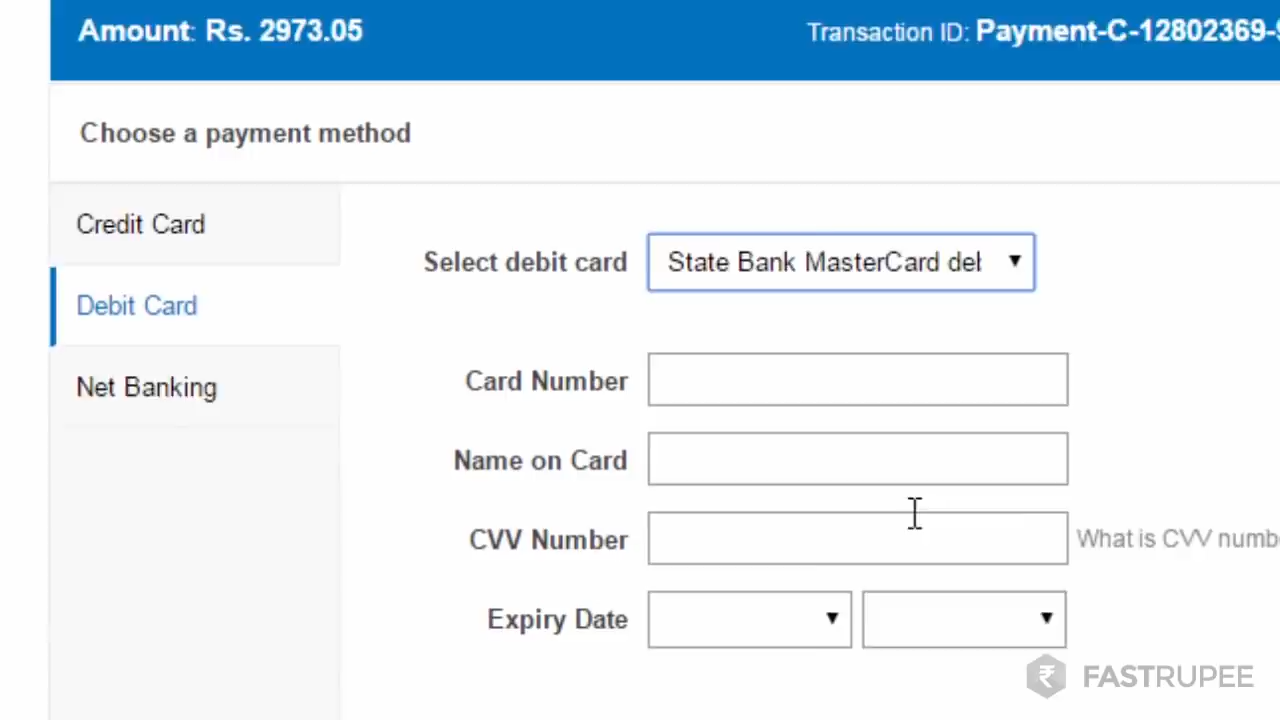 Amount: Rs. 2973.05
Transaction ID: Payment-C-12802369-
Choose a payment method
Credit Card
Debit Card
Net Banking
Select debit card
State Bank MasterCard det
Card Number
Name on Card
CVV Number
What is CVV numb
Expiry Date
₹ FASTRUPEE